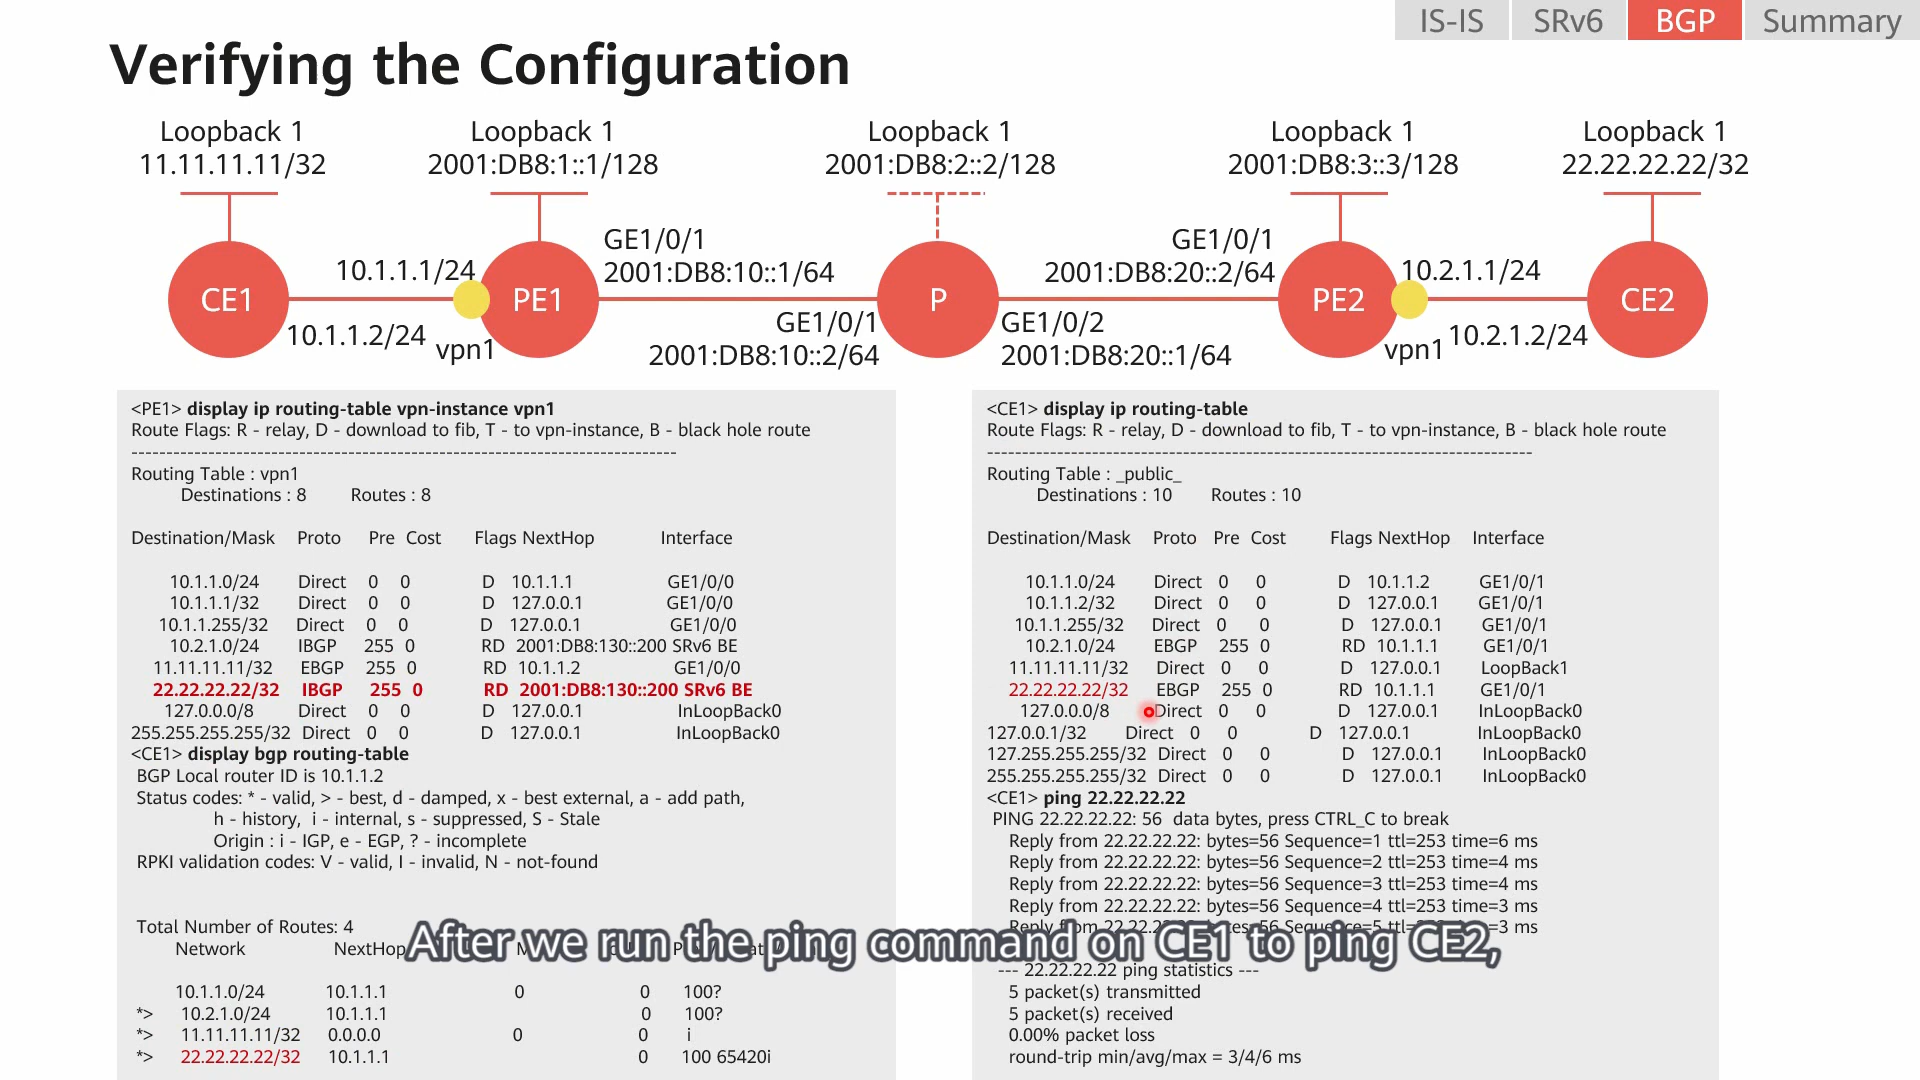 IS-IS SRv6 BGP Summary
Verifying the Configuration
Loopback 1 Loopback 1 Loopback 1 Loopback 1 Loopback 1
11.11.11.11/32 2001:DB8:1::1/128 2001:DB8:2::2/128 2001:DB8:3::3/128 22.22.22.22/32
GE1/0/1 GE1/0/1
10.1.1.1/24 2001:DB8:10::1/64 2001:DB8:20::2/64 10.2.1.1/24
CE1 PE1 P PE2 CE2
10.1.1.2/24 vpn1 GE1/0/1 GE1/0/2 vpn1 10.2.1.2/24
2001:DB8:10::2/64 2001:DB8:20::1/64
<PE1> display ip routing-table vpn-instance vpn1
Route Flags: R - relay, D - download to fib, T - to vpn-instance, B - black hole route
------------------------------------------------------------------------------
Routing Table : vpn1
Destinations : 8 Routes : 8
Destination/Mask Proto Pre Cost Flags NextHop Interface
10.1.1.0/24 Direct 0 0 D 10.1.1.1 GE1/0/0
10.1.1.1/32 Direct 0 0 D 127.0.0.1 GE1/0/0
10.1.1.255/32 Direct 0 0 D 127.0.0.1 GE1/0/0
10.2.1.0/24 IBGP 255 0 RD 2001:DB8:130::200 SRv6 BE
11.11.11.11/32 EBGP 255 0 RD 10.1.1.2 GE1/0/0
22.22.22.22/32 IBGP 255 0 RD 2001:DB8:130::200 SRv6 BE
127.0.0.0/8 Direct 0 0 D 127.0.0.1 InLoopBack0
255.255.255.255/32 Direct 0 0 D 127.0.0.1 InLoopBack0
<CE1> display bgp routing-table
BGP Local router ID is 10.1.1.2
Status codes: * - valid, > - best, d - damped, x - best external, a - add path,
h - history, i - internal, s - suppressed, S - Stale
Origin : i - IGP, e - EGP, ? - incomplete
RPKI validation codes: V - valid, I - invalid, N - not-found
Total Number of Routes: 4
Network NextHop
10.1.1.0/24 10.1.1.1 0 0 100?
*> 10.2.1.0/24 10.1.1.1 0 100?
*> 11.11.11.11/32 0.0.0.0 0 0 i
*> 22.22.22.22/32 10.1.1.1 0 100 65420i
<CE1> display ip routing-table
Route Flags: R - relay, D - download to fib, T - to vpn-instance, B - black hole route
------------------------------------------------------------------------------
Routing Table : _public_
Destinations : 10 Routes : 10
Destination/Mask Proto Pre Cost Flags NextHop Interface
10.1.1.0/24 Direct 0 0 D 10.1.1.2 GE1/0/1
10.1.1.2/32 Direct 0 0 D 127.0.0.1 GE1/0/1
10.1.1.255/32 Direct 0 0 D 127.0.0.1 GE1/0/1
10.2.1.0/24 EBGP 255 0 RD 10.1.1.1 GE1/0/1
11.11.11.11/32 Direct 0 0 D 127.0.0.1 LoopBack1
22.22.22.22/32 EBGP 255 0 RD 10.1.1.1 GE1/0/1
127.0.0.0/8 Direct 0 0 D 127.0.0.1 InLoopBack0
127.0.0.1/32 Direct 0 0 D 127.0.0.1 InLoopBack0
127.255.255.255/32 Direct 0 0 D 127.0.0.1 InLoopBack0
255.255.255.255/32 Direct 0 0 D 127.0.0.1 InLoopBack0
<CE1> ping 22.22.22.22
PING 22.22.22.22: 56 data bytes, press CTRL_C to break
Reply from 22.22.22.22: bytes=56 Sequence=1 ttl=253 time=6 ms
Reply from 22.22.22.22: bytes=56 Sequence=2 ttl=253 time=4 ms
Reply from 22.22.22.22: bytes=56 Sequence=3 ttl=253 time=4 ms
Reply from 22.22.22.22: bytes=56 Sequence=4 ttl=253 time=3 ms
Reply from 22.22.22.22: bytes=56 Sequence=5 ttl=253 time=3 ms
--- 22.22.22.22 ping statistics ---
5 packet(s) transmitted
5 packet(s) received
0.00% packet loss
round-trip min/avg/max = 3/4/6 ms
After we run the ping command on CE1 to ping CE2,